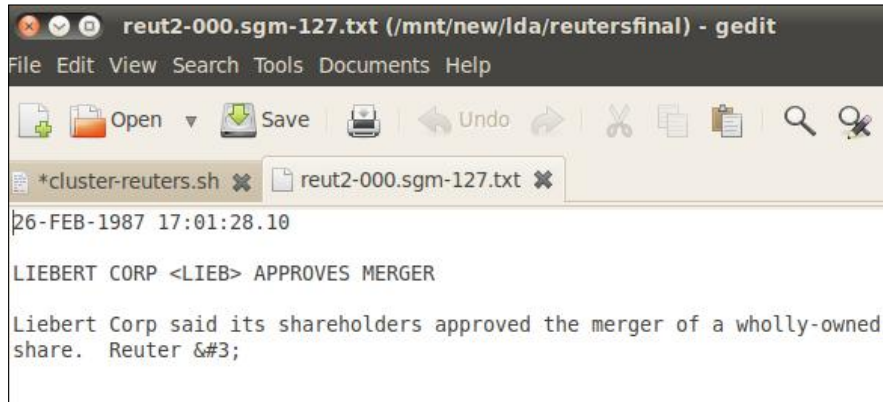 reut2-000.sgm-127.txt (/mnt/new/lda/reutersfinal) - gedit
File Edit View Search Tools Documents Help
Open Save Undo
*cluster-reuters.sh reut2-000.sgm-127.txt
26-FEB-1987 17:01:28.10
LIEBERT CORP <LIEB> APPROVES MERGER
Liebert Corp said its shareholders approved the merger of a wholly-owned
share.  Reuter &#3;